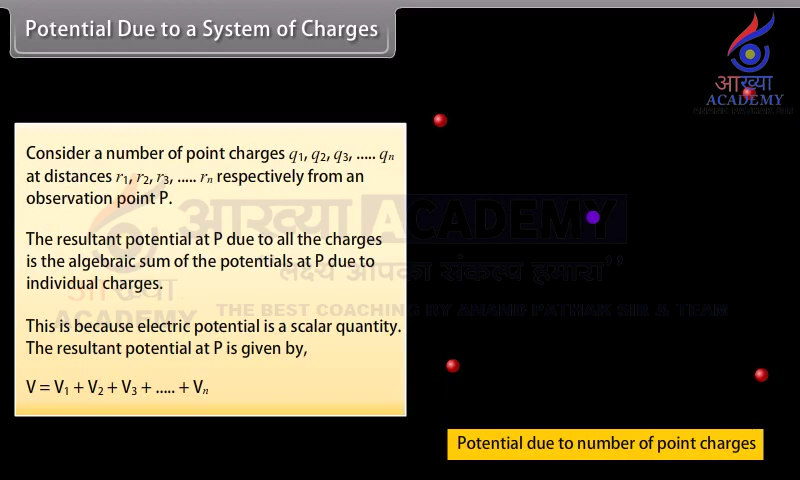 Potential Due to a System of Charges
आख्या
ACADEMY
Consider a number of point charges q1, q2, q3, ..... qn
at distances r1, r2, r3, ..... rn respectively from an
observation point P.
The resultant potential at P due to all the charges
is the algebraic sum of the potentials at P due to
individual charges.
This is because electric potential is a scalar quantity.
The resultant potential at P is given by,
V = V1 + V2 + V3 + ..... + Vn
आख्या ACADEMY
"लक्ष्य आपका संकल्प हमारा"
THE BEST COACHING BY ANAND PATHAK SIR & TEAM
आख्या
ACADEMY
Potential due to number of point charges